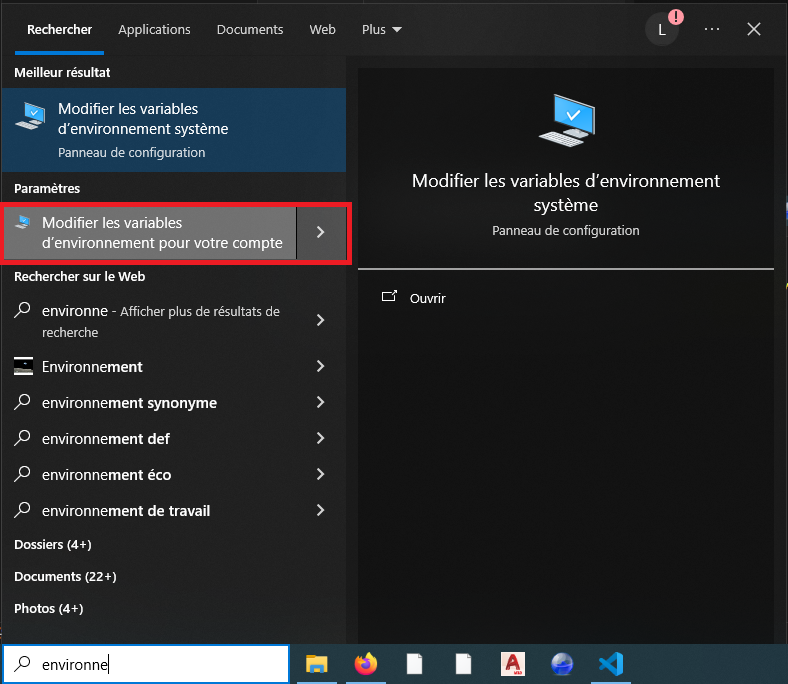 Rechercher Applications Documents Web Plus L ! ...
Meilleur résultat
Modifier les variables
d'environnement système
Panneau de configuration
Paramètres
Modifier les variables
d'environnement pour votre compte
Rechercher sur le Web
environne - Afficher plus de résultats de
recherche
Environnement
environnement synonyme
environnement def
environnement éco
environnement de travail
Dossiers (4+)
Documents (22+)
Photos (4+)
Modifier les variables d'environnement
système
Panneau de configuration
Ouvrir
environne
A